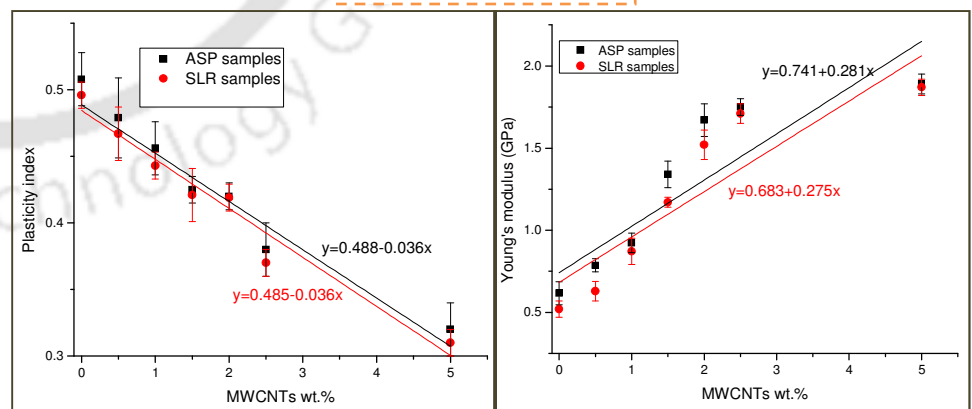 ASP samples
SLR samples
y=0.488-0.036x
y=0.485-0.036x
Plasticity index
0.5
0.4
0.3
0 1 2 3 4 5
MWCNTs wt.%
ASP samples
SLR samples
y=0.741+0.281x
y=0.683+0.275x
Young's modulus (GPa)
2.0
1.5
1.0
0.5
0 1 2 3 4 5
MWCNTs wt.%